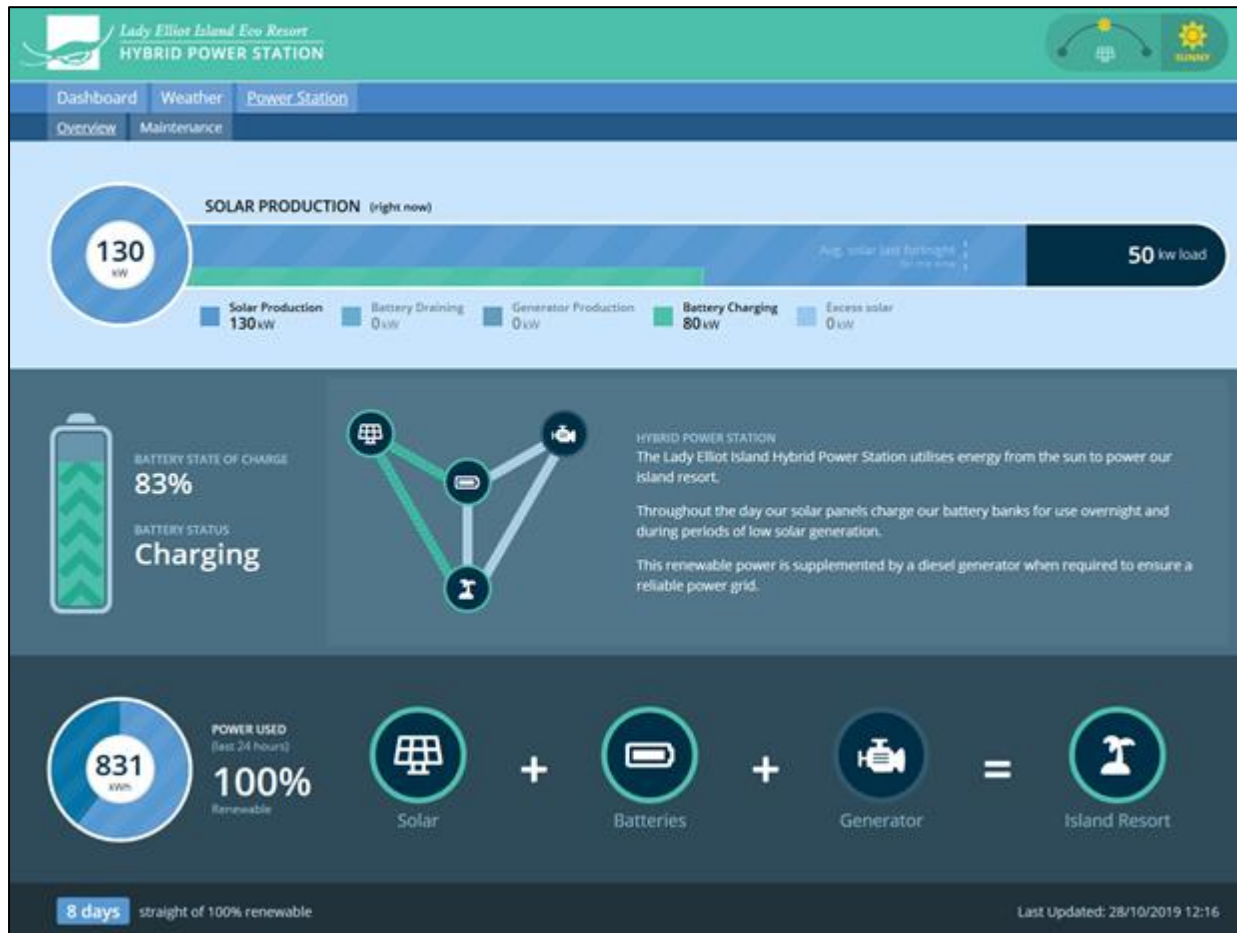 Lady Elliot Island Eco Resort
HYBRID POWER STATION
SUNNY
Dashboard Weather Power Station
Overview Maintenance
SOLAR PRODUCTION (right now)
130
kW
Avg. solar last fortnight
for this time
50 kw load
Solar Production
130 kW
Battery Draining
0 kW
Generator Production
0 kW
Battery Charging
80 kW
Excess solar
0 kW
BATTERY STATE OF CHARGE
83%
BATTERY STATUS
Charging
HYBRID POWER STATION
The Lady Elliot Island Hybrid Power Station utilises energy from the sun to power our
island resort.
Throughout the day our solar panels charge our battery banks for use overnight and
during periods of low solar generation.
This renewable power is supplemented by a diesel generator when required to ensure a
reliable power grid.
831
kWh
POWER USED
(last 24 hours)
100%
Renewable
Solar
+
Batteries
+
Generator
=
Island Resort
8 days straight of 100% renewable
Last Updated: 28/10/2019 12:16